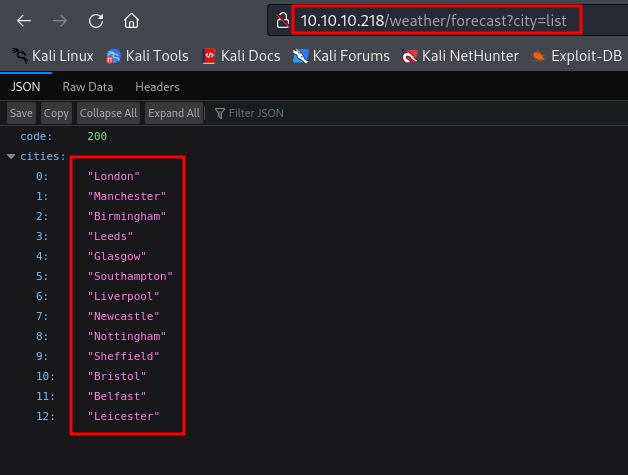 10.10.10.218/weather/forecast?city=list
Kali Linux Kali Tools Kali Docs Kali Forums Kali NetHunter Exploit-DB
JSON Raw Data Headers
Save Copy Collapse All Expand All Filter JSON
code: 200
cities:
0: "London"
1: "Manchester"
2: "Birmingham"
3: "Leeds"
4: "Glasgow"
5: "Southampton"
6: "Liverpool"
7: "Newcastle"
8: "Nottingham"
9: "Sheffield"
10: "Bristol"
11: "Belfast"
12: "Leicester"